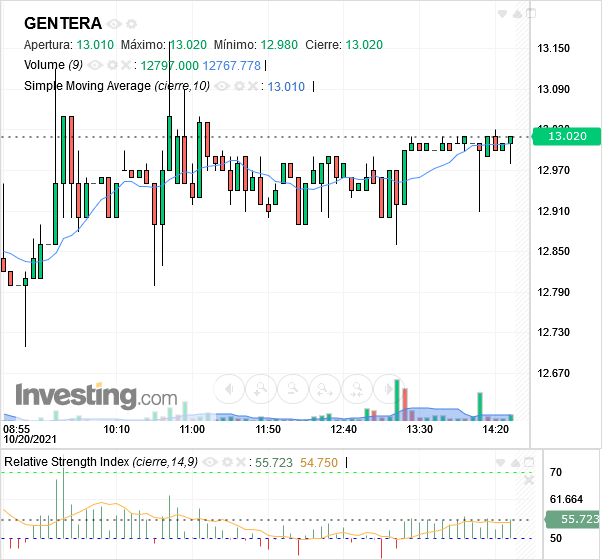 GENTERA
Apertura: 13.010 Máximo: 13.020 Mínimo: 12.980 Cierre: 13.020
Volume (9) 12797.000 12767.778
Simple Moving Average (cierre,10) 13.010
13.150
13.090
13.020
12.970
12.910
12.850
12.790
12.730
12.670
Investing.com
08:55 10:10 11:00 11:50 12:40 13:30 14:20
10/20/2021
Relative Strength Index (cierre,14,9) 55.723 54.750
70
61.664
55.723
50